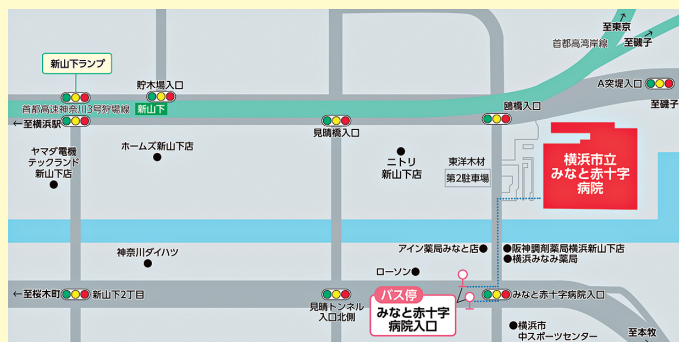 至東京
首都高湾岸線
至磯子
新山下ランプ
貯木場入口
A突堤入口
首都高速神奈川3号狩場線
新山下
鷗橋入口
至磯子
←至横浜駅
見晴橋入口
ヤマダ電機
テックランド
新山下店
ホームズ新山下店
ニトリ
新山下店
東洋木材
第2駐車場
横浜市立
みなと赤十字
病院
神奈川ダイハツ
アイン薬局みなと店
阪神調剤薬局横浜新山下店
横浜みなみ薬局
ローソン
←至桜木町
新山下2丁目
見晴トンネル
入口北側
バス停
みなと赤十字
病院入口
みなと赤十字病院入口
横浜市
中スポーツセンター
至本牧